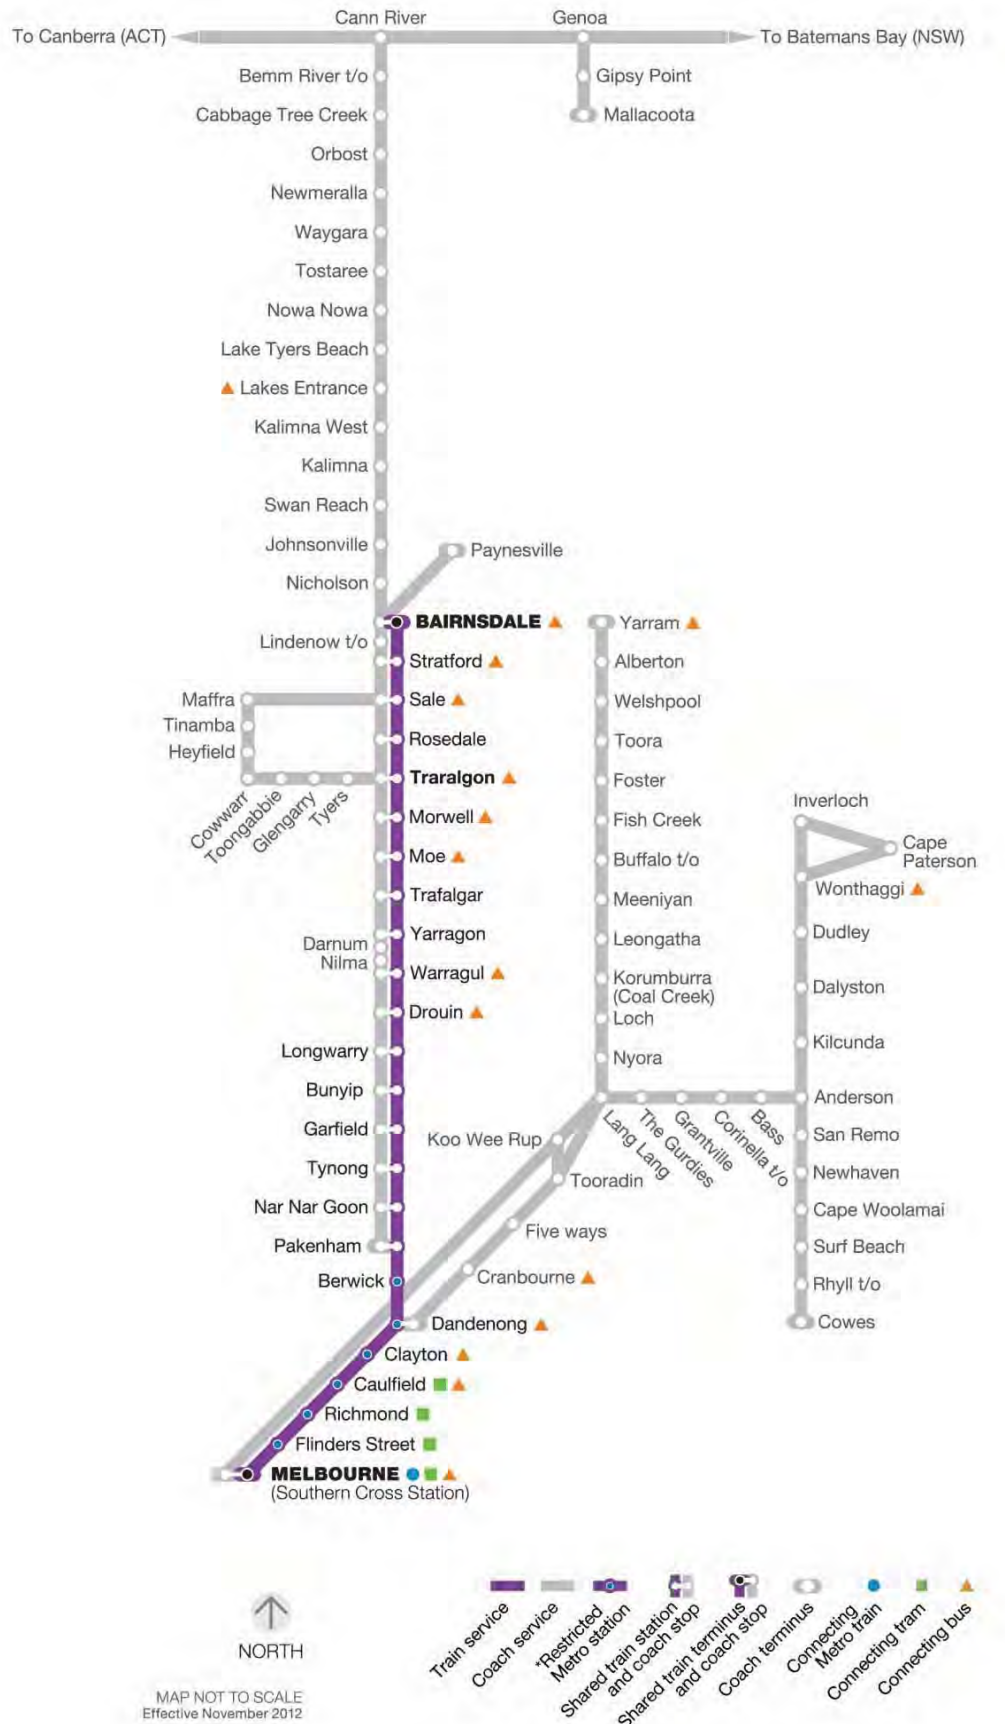 Cann River
Genoa
To Canberra (ACT)
To Batemans Bay (NSW)
Bemm River t/o
Gipsy Point
Cabbage Tree Creek
Mallacoota
Orbost
Newmeralla
Waygara
Tostaree
Nowa Nowa
Lake Tyers Beach
Lakes Entrance
Kalimna West
Kalimna
Swan Reach
Johnsonville
Paynesville
Nicholson
BAIRNSDALE
Lindenow t/o
Stratford
Maffra
Sale
Tinamba
Rosedale
Heyfield
Traralgon
Cowwarr
Toongabbie
Glengarry
Tyers
Morwell
Moe
Trafalgar
Yarragon
Darnum
Nilma
Warragul
Drouin
Longwarry
Bunyip
Garfield
Tynong
Nar Nar Goon
Pakenham
Berwick
Dandenong
Clayton
Caulfield
Richmond
Flinders Street
MELBOURNE
(Southern Cross Station)
Yarram
Alberton
Welshpool
Toora
Foster
Fish Creek
Buffalo t/o
Meeniyan
Leongatha
Korumburra
(Coal Creek)
Loch
Nyora
Lang Lang
The Gurdies
Grantville
Corinella t/o
Bass
Koo Wee Rup
Tooradin
Five ways
Cranbourne
Inverloch
Cape
Paterson
Wonthaggi
Dudley
Dalyston
Kilcunda
Anderson
San Remo
Newhaven
Cape Woolamai
Surf Beach
Rhyll t/o
Cowes
NORTH
MAP NOT TO SCALE
Effective November 2012
Train service
Coach service
*Restricted
Metro station
Shared train station
and coach stop
Shared train terminus
and coach stop
Coach terminus
Connecting
Metro train
Connecting tram
Connecting bus